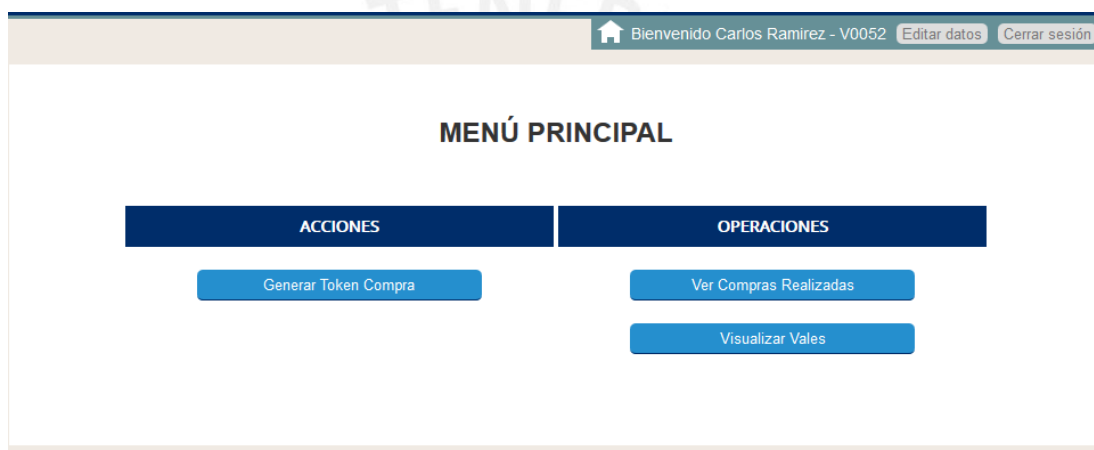 Bienvenido Carlos Ramirez - V0052 Editar datos Cerrar sesión
MENÚ PRINCIPAL
ACCIONES OPERACIONES
Generar Token Compra Ver Compras Realizadas
Visualizar Vales